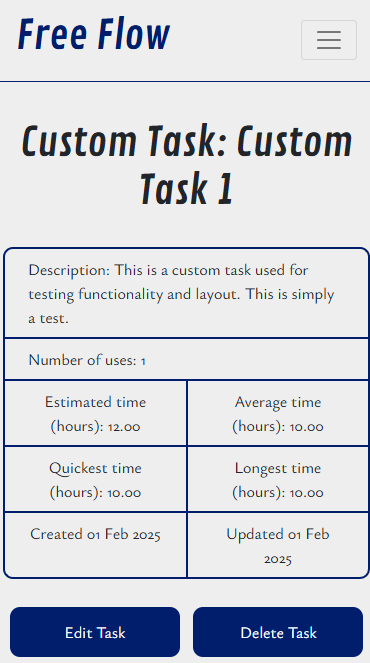 Free Flow
Custom Task: Custom
Task 1
Description: This is a custom task used for
testing functionality and layout. This is simply
a test.
Number of uses: 1
Estimated time
(hours): 12.00
Average time
(hours): 10.00
Quickest time
(hours): 10.00
Longest time
(hours): 10.00
Created 01 Feb 2025
Updated 01 Feb
2025
Edit Task
Delete Task